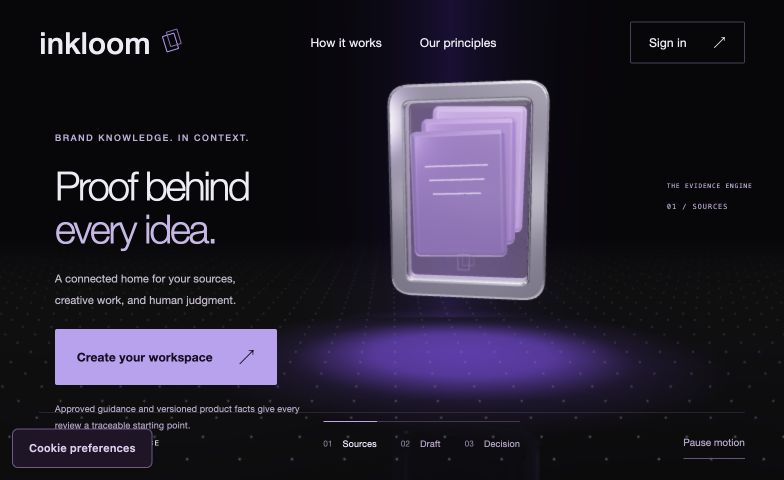 inkloom
How it works
Our principles
Sign in
BRAND KNOWLEDGE. IN CONTEXT.
Proof behind
every idea.
A connected home for your sources,
creative work, and human judgment.
Create your workspace
THE EVIDENCE ENGINE
01 / SOURCES
Approved guidance and versioned product facts give every
review a traceable starting point.
Cookie preferences
01 Sources
02 Draft
03 Decision
Pause motion